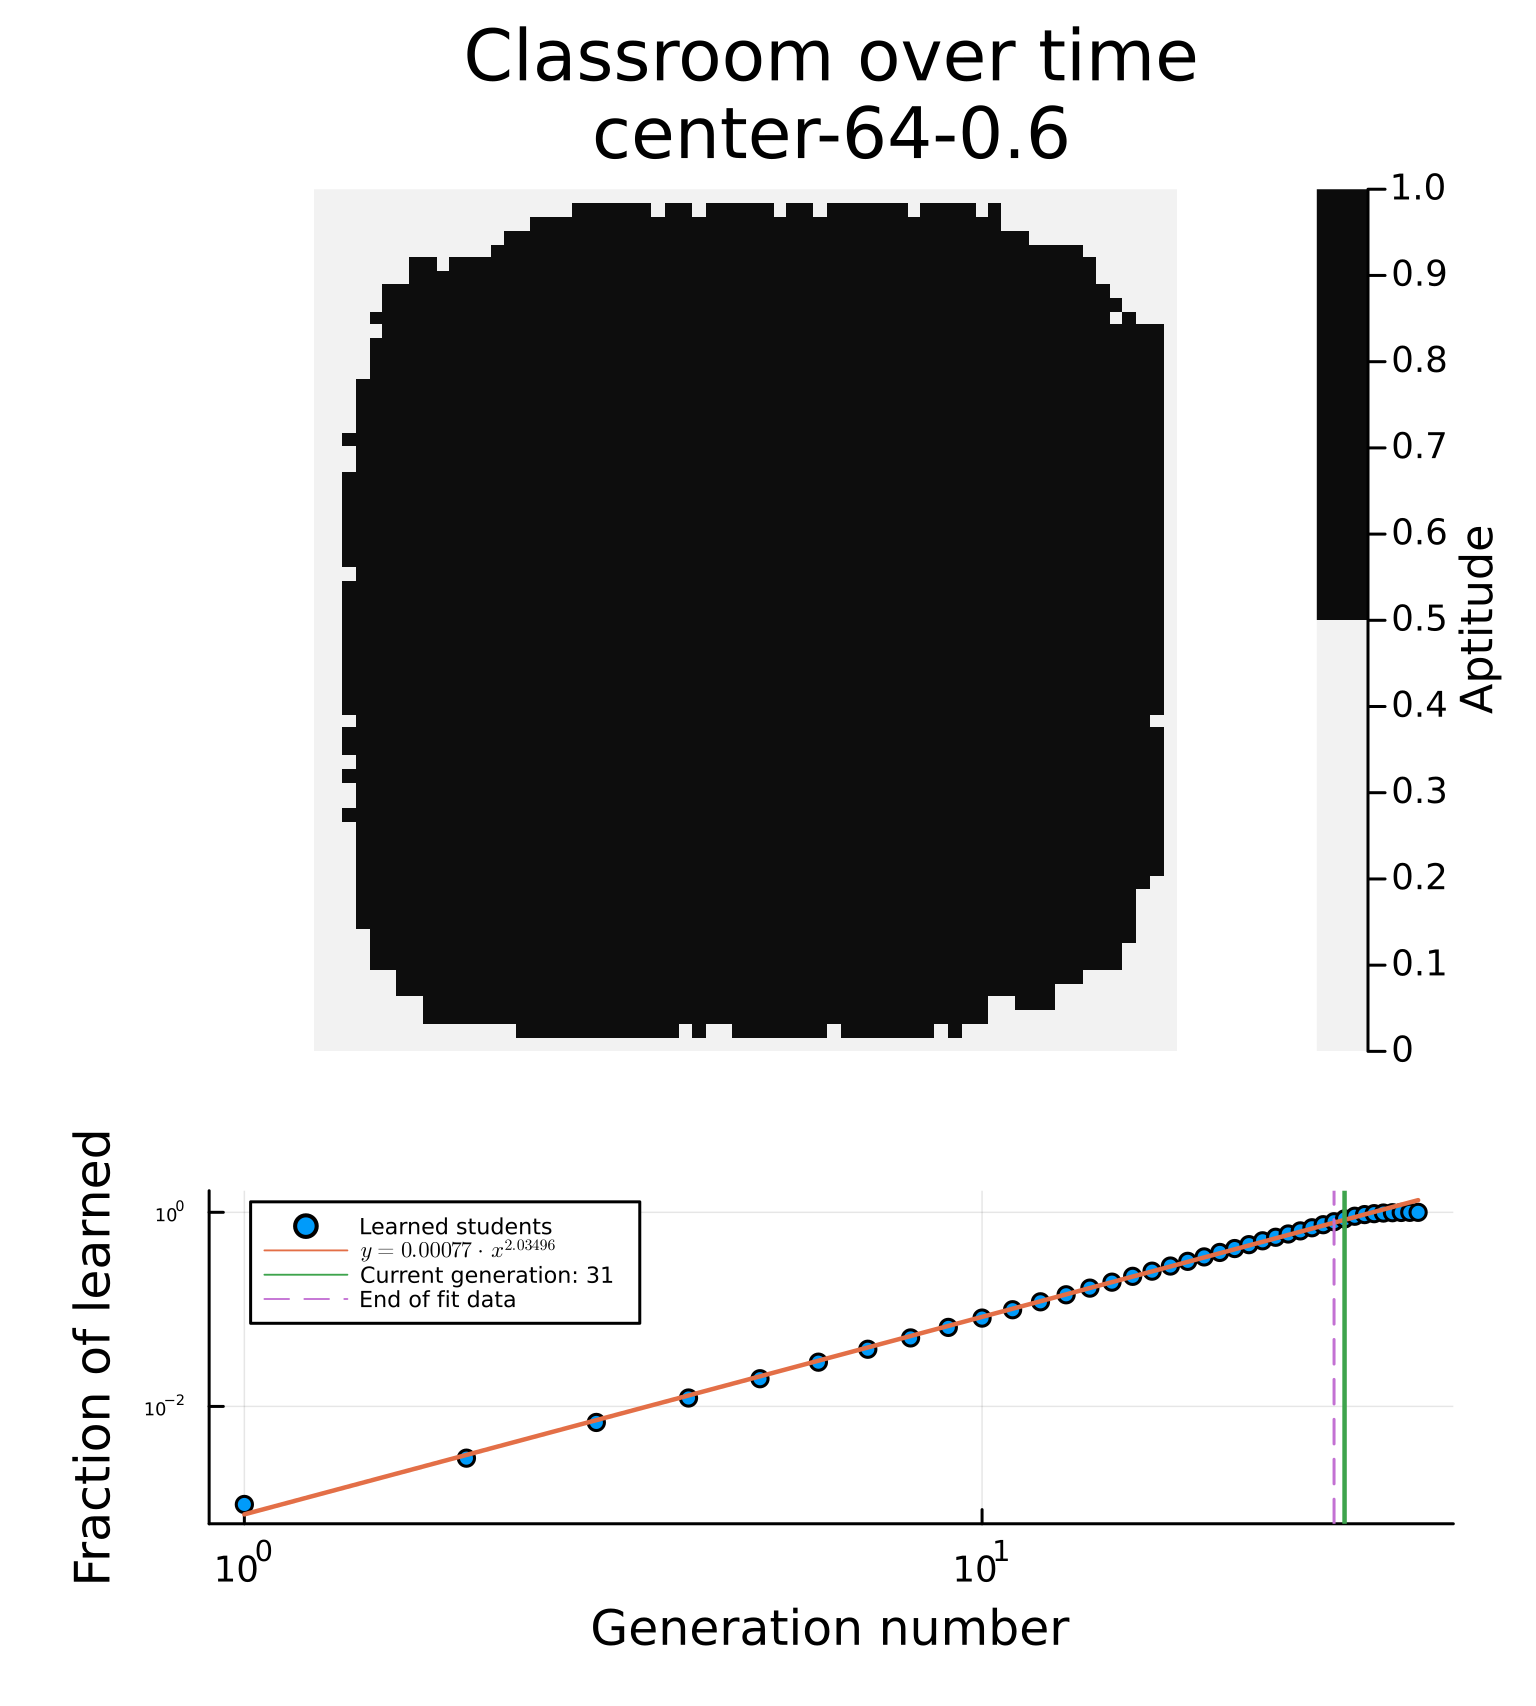 Classroom over time
center-64-0.6
1.0
0.9
0.8
0.7
0.6
0.5
0.4
0.3
0.2
0.1
0
Aptitude
Fraction of learned
10⁰
10⁻²
Learned students
y = 0.00077 · x^2.03496
Current generation: 31
End of fit data
10⁰
10¹
Generation number